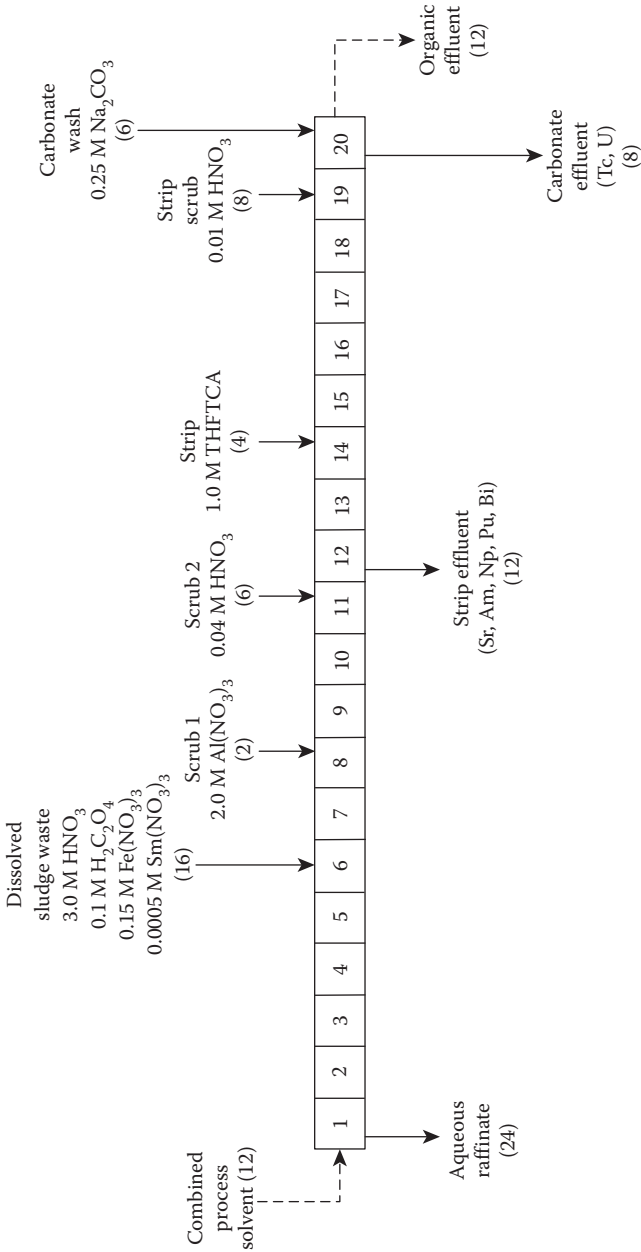 Dissolved
sludge waste
3.0 M HNO3
0.1 M H2C2O4
0.15 M Fe(NO3)3
0.0005 M Sm(NO3)3
(16)
Scrub 1
2.0 M Al(NO3)3
(2)
Scrub 2
0.04 M HNO3
(6)
Strip
1.0 M THFTCA
(4)
Strip
scrub
0.01 M HNO3
(8)
Carbonate
wash
0.25 M Na2CO3
(6)
Combined
process
solvent (12)
1 2 3 4 5 6 7 8 9 10 11 12 13 14 15 16 17 18 19 20
Aqueous
raffinate
(24)
Strip effluent
(Sr, Am, Np, Pu, Bi)
(12)
Carbonate
effluent
(Tc, U)
(8)
Organic
effluent
(12)